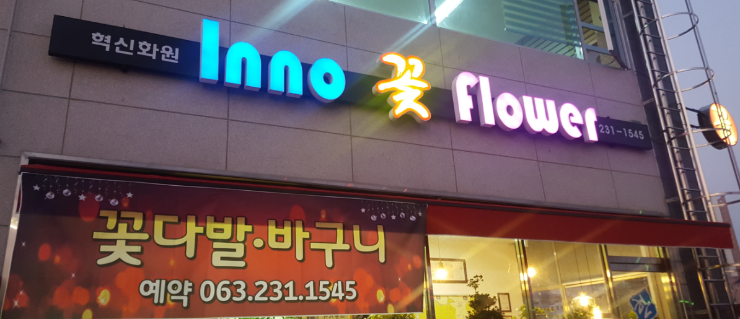 혁신화원 Inno 꽃 flower 231-1545
꽃다발·바구니
예약 063.231.1545